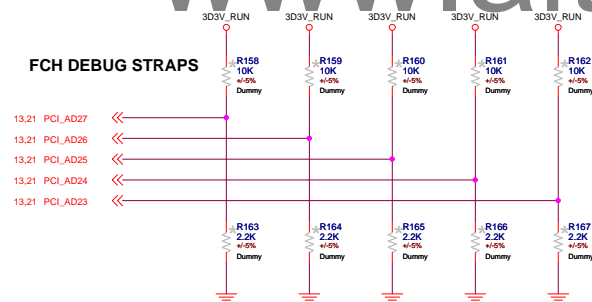 3D3V_RUN 3D3V_RUN 3D3V_RUN 3D3V_RUN 3D3V_RUN
FCH DEBUG STRAPS
R158 R159 R160 R161 R162
10K 10K 10K 10K 10K
+/-5% +/-5% +/-5% +/-5% +/-5%
Dummy Dummy Dummy Dummy Dummy
13,21 PCI_AD27
13,21 PCI_AD26
13,21 PCI_AD25
13,21 PCI_AD24
13,21 PCI_AD23
R163 R164 R165 R166 R167
2.2K 2.2K 2.2K 2.2K 2.2K
+/-5% +/-5% +/-5% +/-5% +/-5%
Dummy Dummy Dummy Dummy Dummy